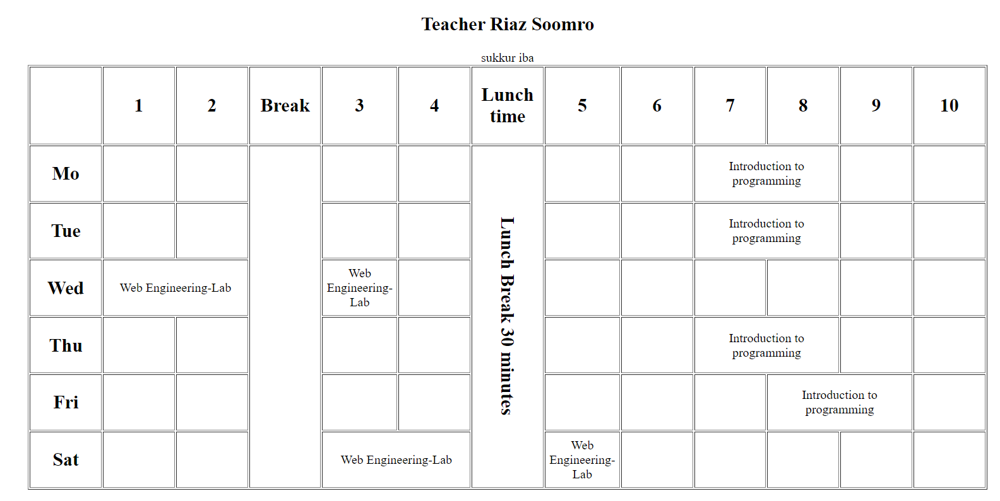 Teacher Riaz Soomro
sukkur iba
1 2 Break 3 4 Lunch time 5 6 7 8 9 10
Mo Introduction to programming
Tue Introduction to programming
Wed Web Engineering-Lab Web Engineering-Lab
Thu Introduction to programming
Fri Introduction to programming
Sat Web Engineering-Lab Web Engineering-Lab
Lunch Break 30 minutes